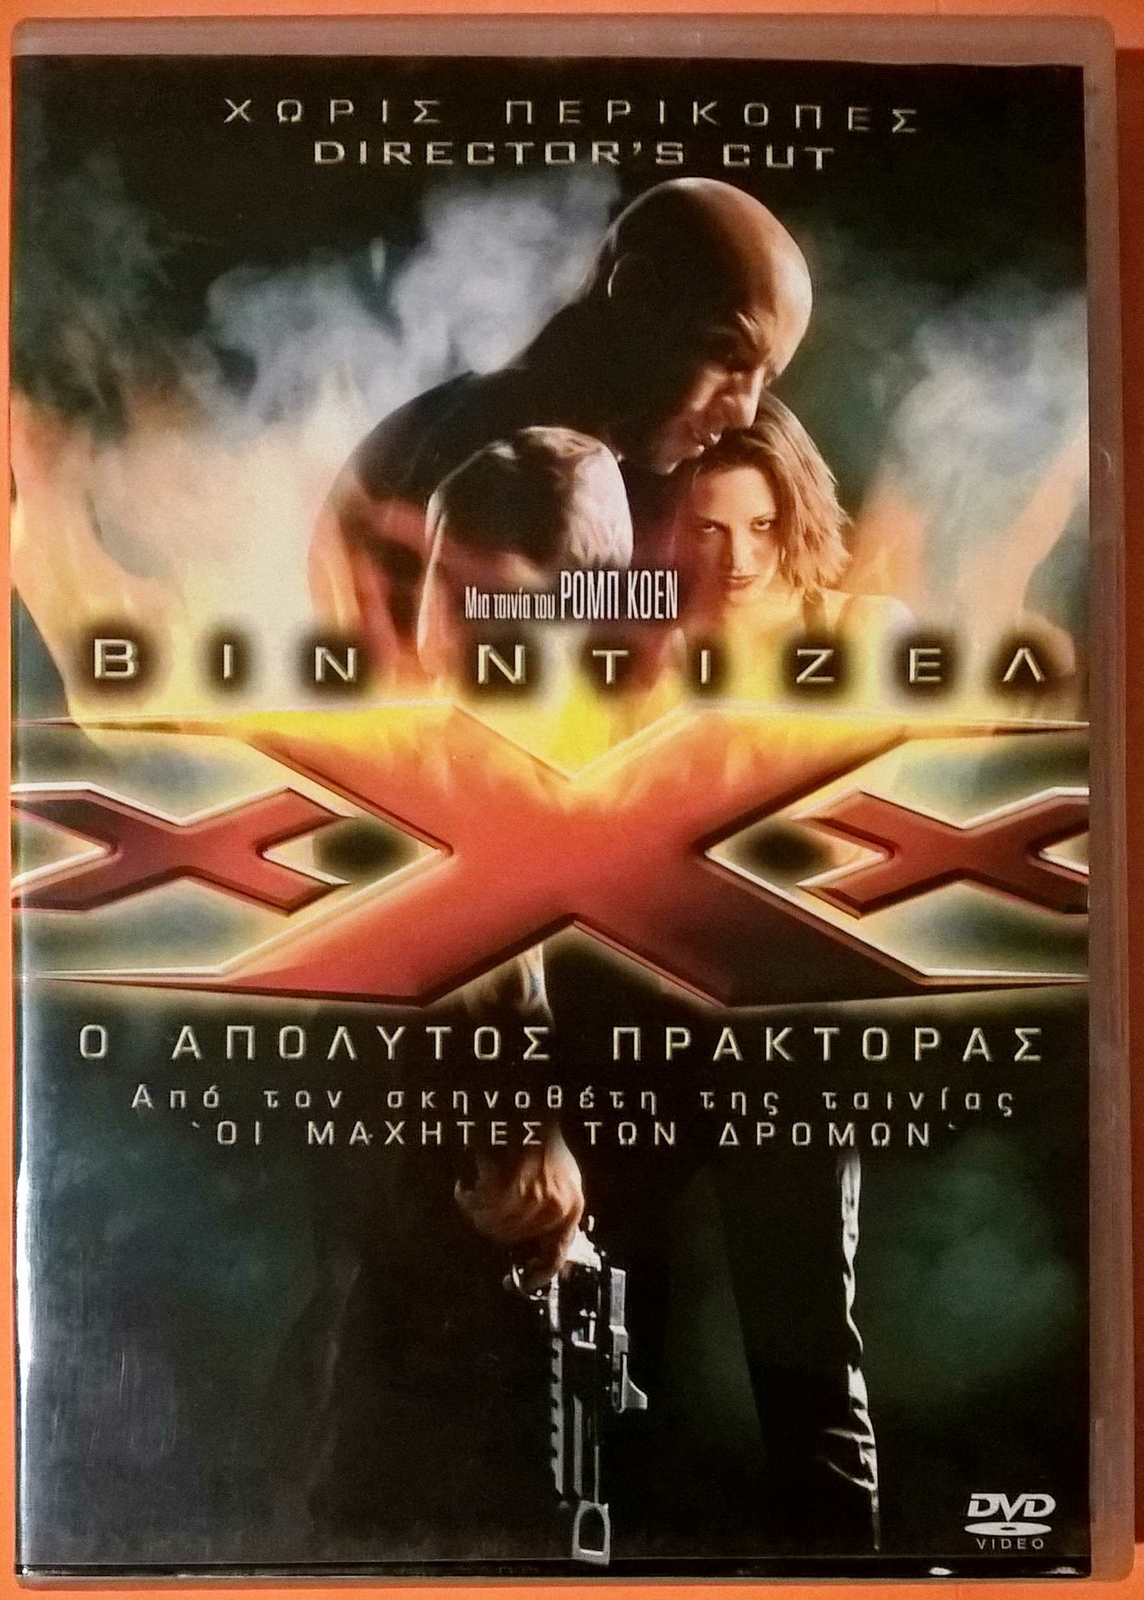 ΧΩΡΙΣ ΠΕΡΙΚΟΠΕΣ
DIRECTOR'S CUT
Μια ταινία του ΡΟΜΠ ΚΟΕΝ
ΒΙΝ ΝΤΙΖΕΛ
xXx
Ο ΑΠΟΛΥΤΟΣ ΠΡΑΚΤΟΡΑΣ
Από τον σκηνοθέτη της ταινίας
`ΟΙ ΜΑΧΗΤΕΣ ΤΩΝ ΔΡΟΜΩΝ`
DVD
VIDEO